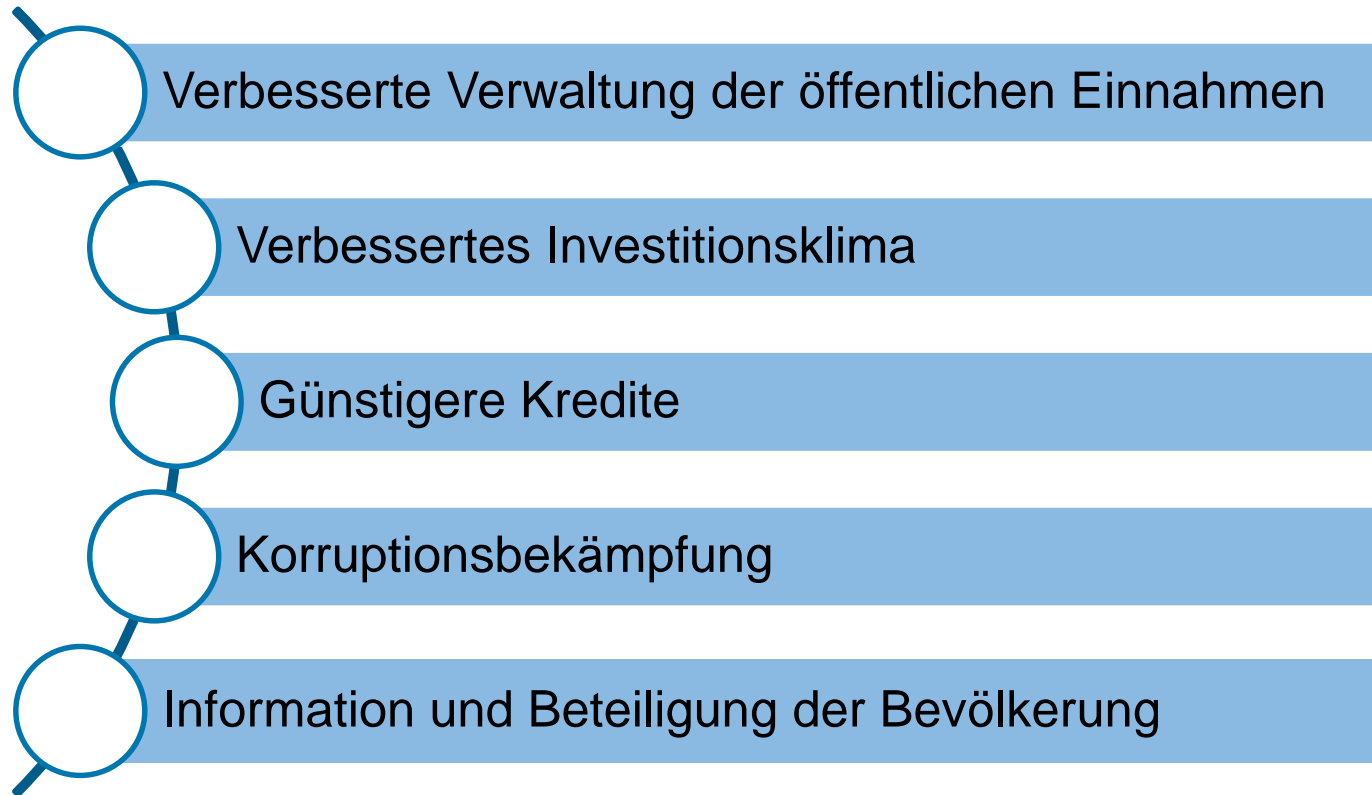 Verbesserte Verwaltung der öffentlichen Einnahmen
Verbessertes Investitionsklima
Günstigere Kredite
Korruptionsbekämpfung
Information und Beteiligung der Bevölkerung